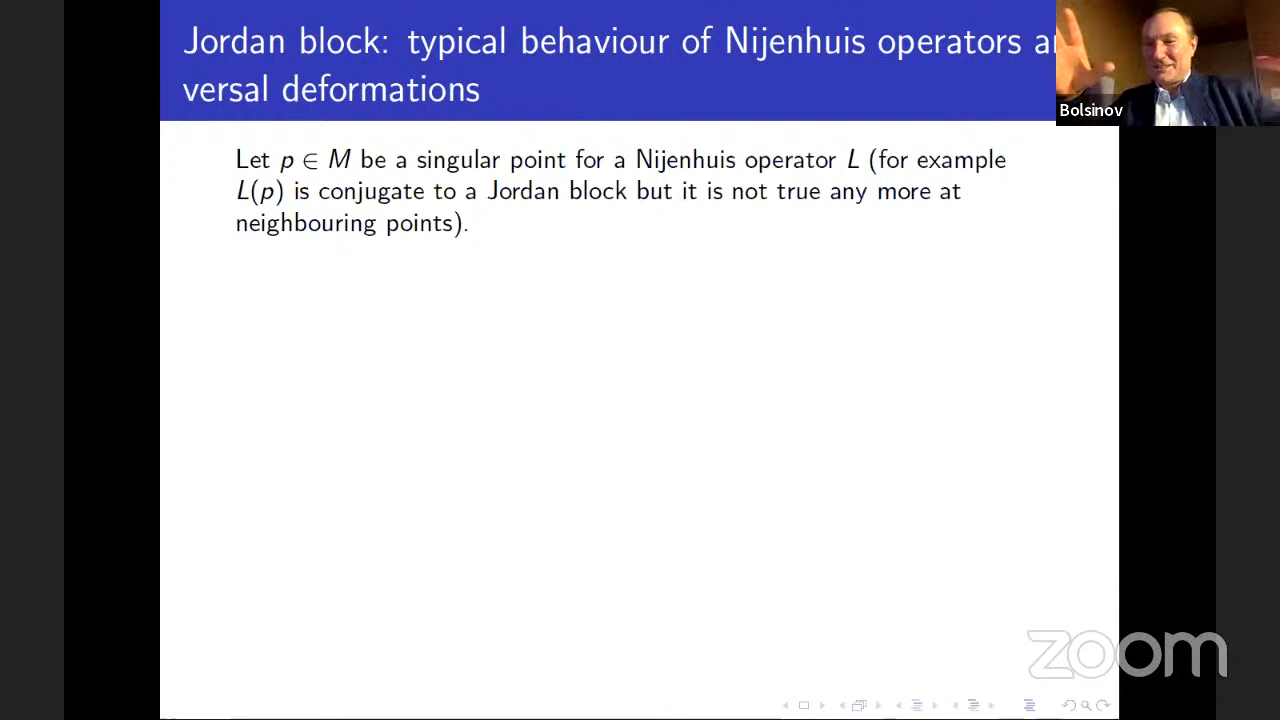 Jordan block: typical behaviour of Nijenhuis operators
versal deformations
Bolsinov
Let p ∈ M be a singular point for a Nijenhuis operator L (for example
L(p) is conjugate to a Jordan block but it is not true any more at
neighbouring points).
zoom